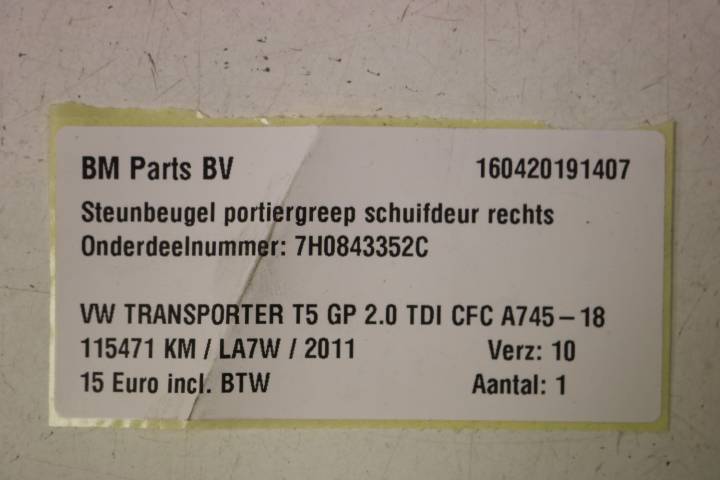 BM Parts BV 160420191407
Steunbeugel portiergreep schuifdeur rechts
Onderdeelnummer: 7H0843352C
VW TRANSPORTER T5 GP 2.0 TDI CFC A745-18
115471 KM / LA7W / 2011 Verz: 10
15 Euro incl. BTW Aantal: 1